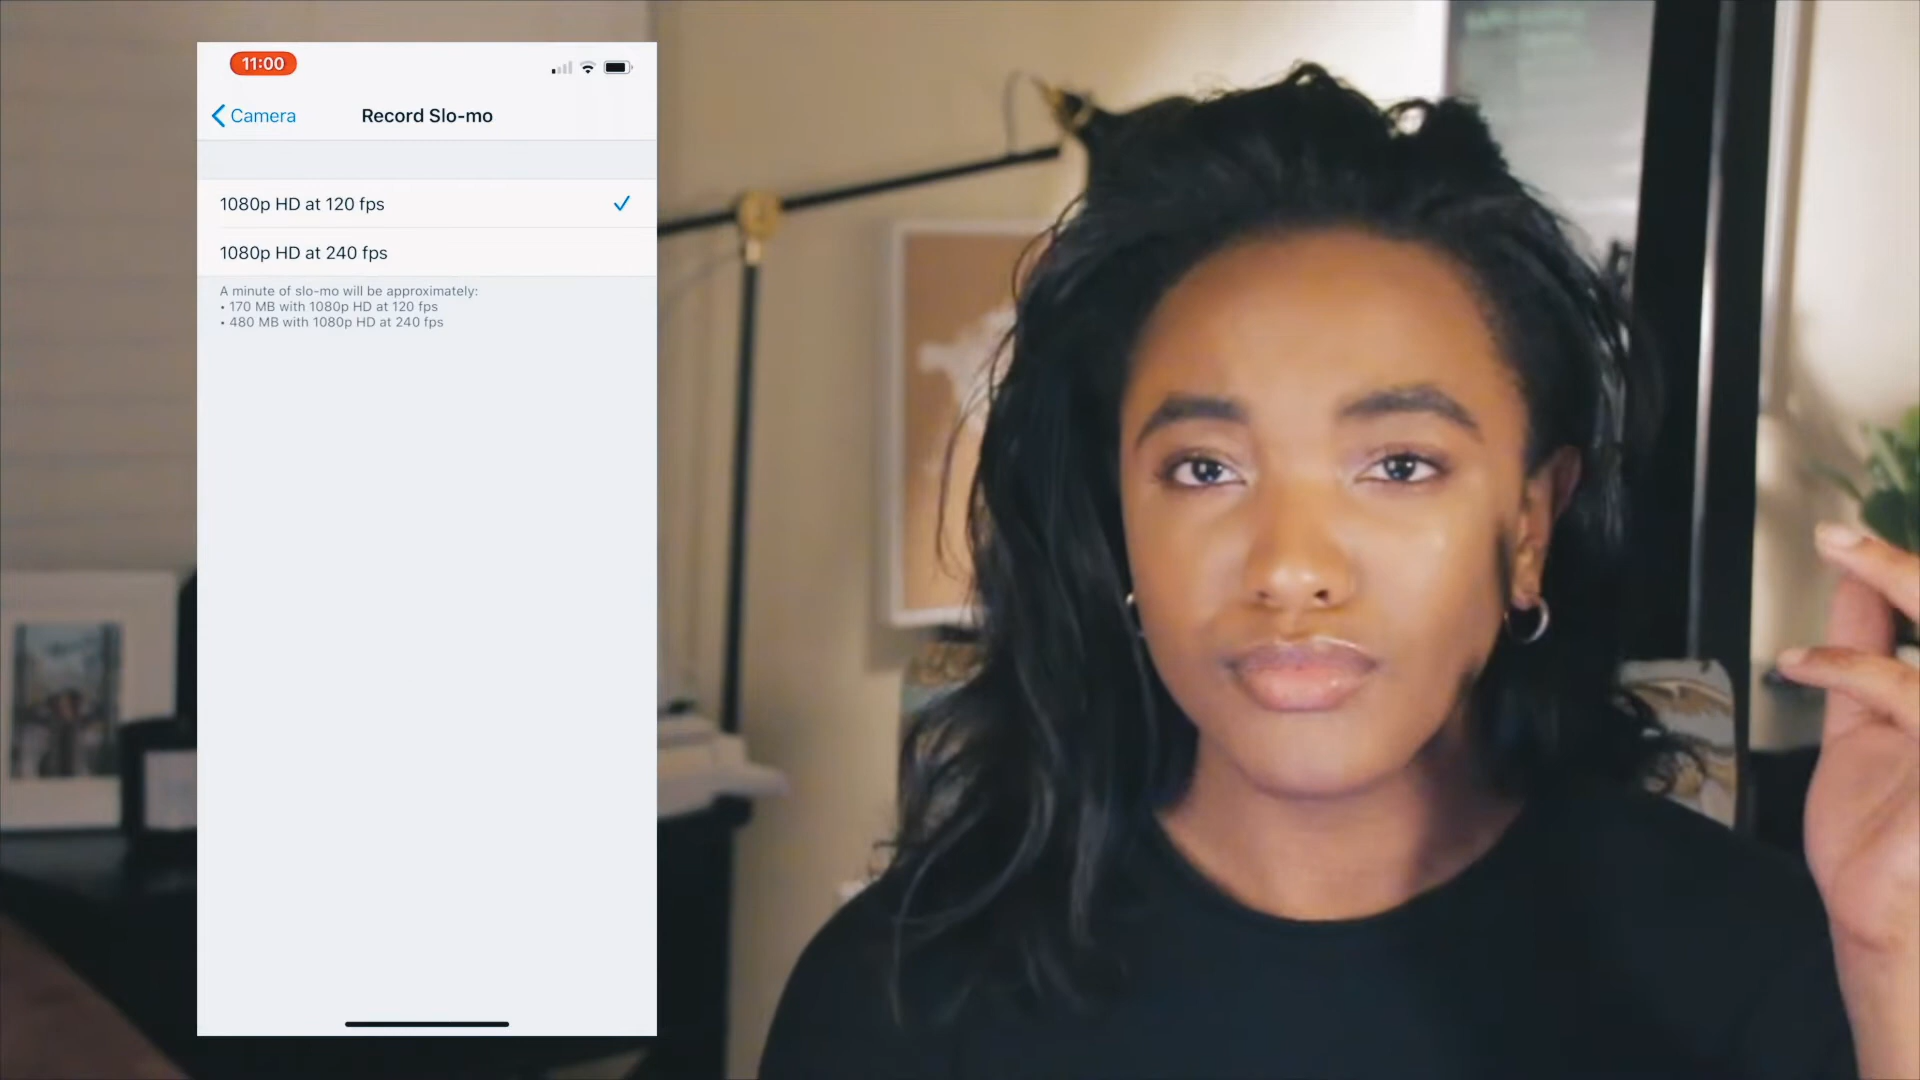 11:00
Camera
Record Slo-mo
1080p HD at 120 fps
1080p HD at 240 fps
A minute of slo-mo will be approximately:
• 170 MB with 1080p HD at 120 fps
• 480 MB with 1080p HD at 240 fps